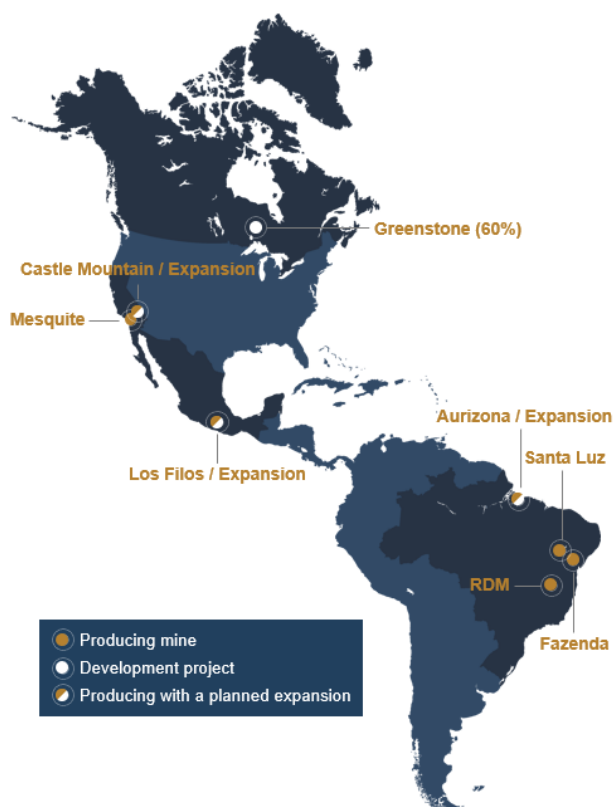 Greenstone (60%)
Castle Mountain / Expansion
Mesquite
Aurizona / Expansion
Santa Luz
Los Filos / Expansion
RDM
Fazenda
Producing mine
Development project
Producing with a planned expansion